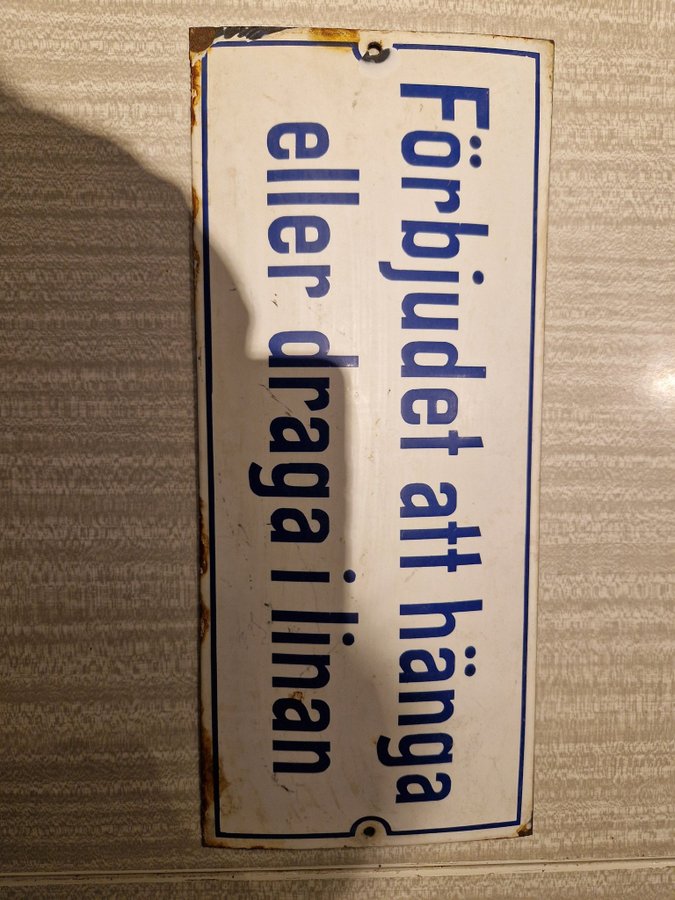 Förbjudet att hänga
eller draga i linan